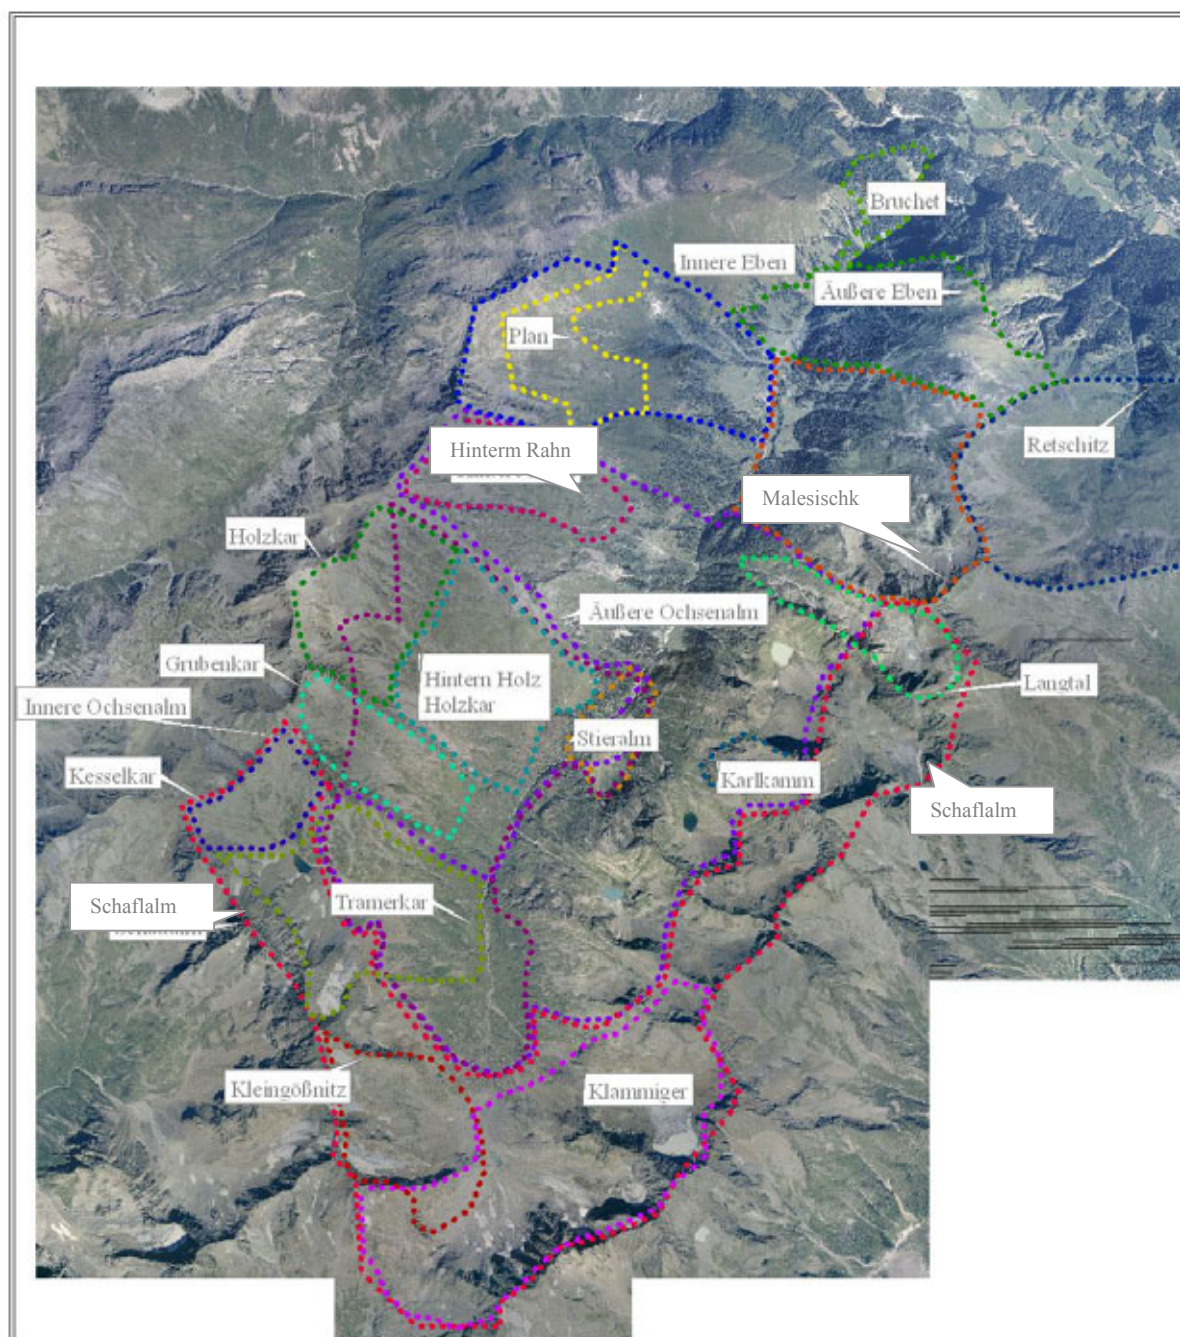 Bruchet
Innere Eben
Äußere Eben
Plan
Retschitz
Hinterm Rahn
Malesischk
Holzkar
Äußere Ochsenalm
Grubenkar
Hintern Holz
Holzkar
Langtal
Innere Ochsenalm
Stieralm
Kesselkar
Karlkamm
Schaflalm
Schaflalm
Tramerkar
Kleingößnitz
Klammiger